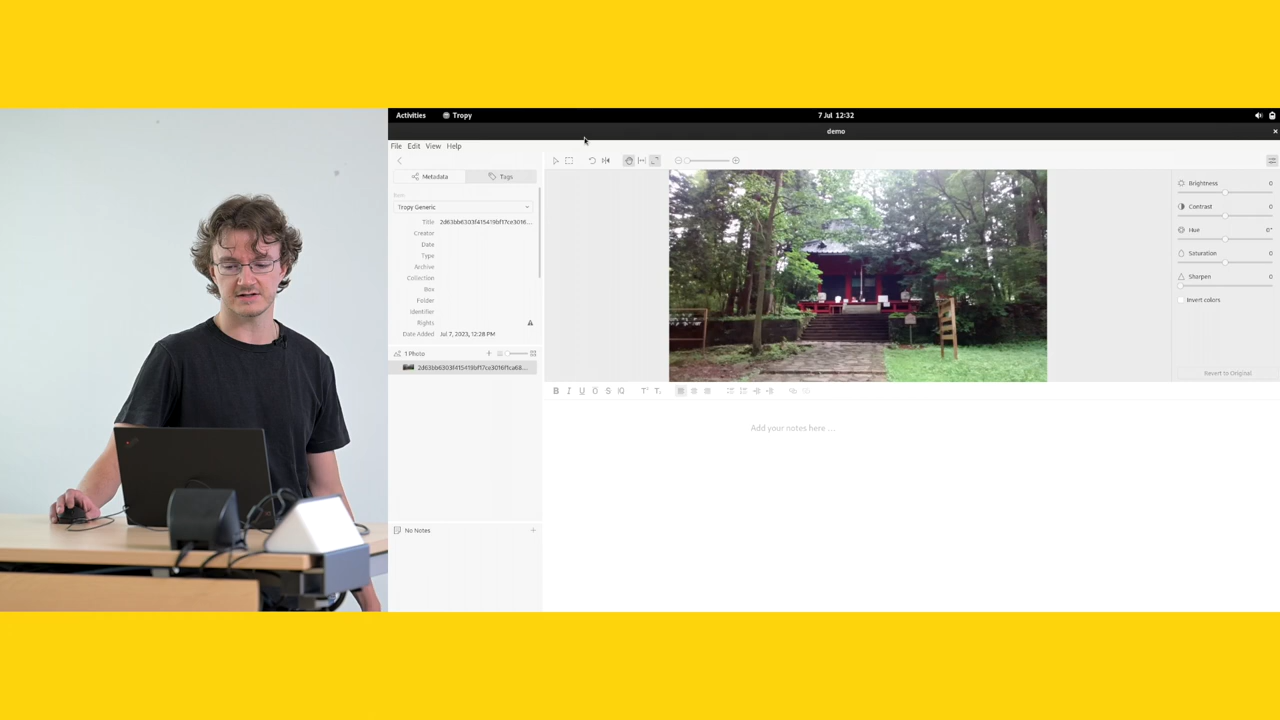 Activities Tropy 7 Jul 12:32
demo
File Edit View Help
Metadata Tags
Tropy Generic
Title 2d63bb6303f415419bf17ce3016...
Creator
Date
Type
Archive
Collection
Box
Folder
Identifier
Rights
Date Added Jul 7, 2023, 12:28 PM
1 Photo
2d63bb6303f415419bf17ce3016f1ca68...
No Notes
Brightness 0
Contrast 0
Hue 0°
Saturation 0
Sharpen 0
Invert colors
Revert to Original
B I U O S
Add your notes here ...